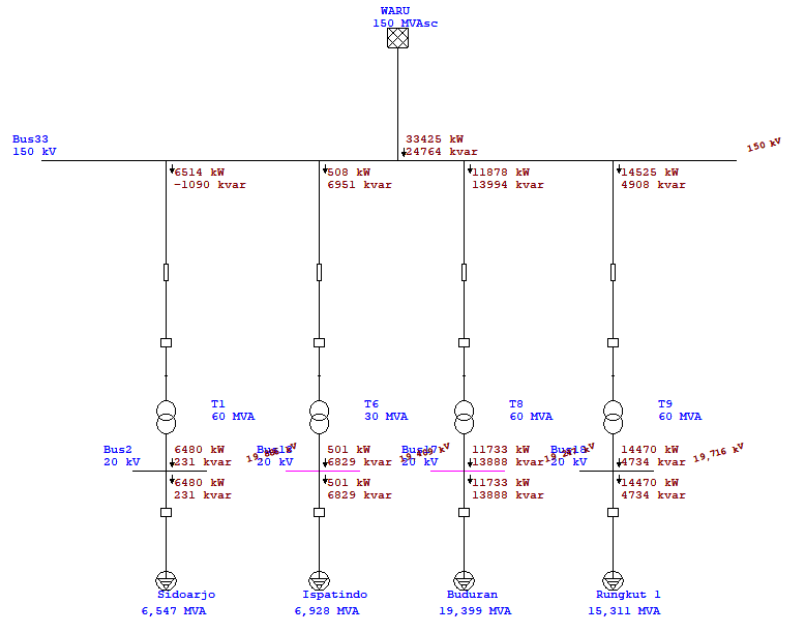 WARU
150 MVAsc
Bus33
150 kV
33425 kW
24764 kvar
150 kV
6514 kW
-1090 kvar
508 kW
6951 kvar
11878 kW
13994 kvar
14525 kW
4908 kvar
T1
60 MVA
T6
30 MVA
T8
60 MVA
T9
60 MVA
Bus2
20 kV
6480 kW
231 kvar
20 kV
501 kW
6829 kvar
20 kV
11733 kW
13888 kvar
20 kV
14470 kW
4734 kvar
19,716 kV
6480 kW
231 kvar
501 kW
6829 kvar
11733 kW
13888 kvar
14470 kW
4734 kvar
Sidoarjo
6,547 MVA
Ispatindo
6,928 MVA
Buduran
19,399 MVA
Rungkut 1
15,311 MVA